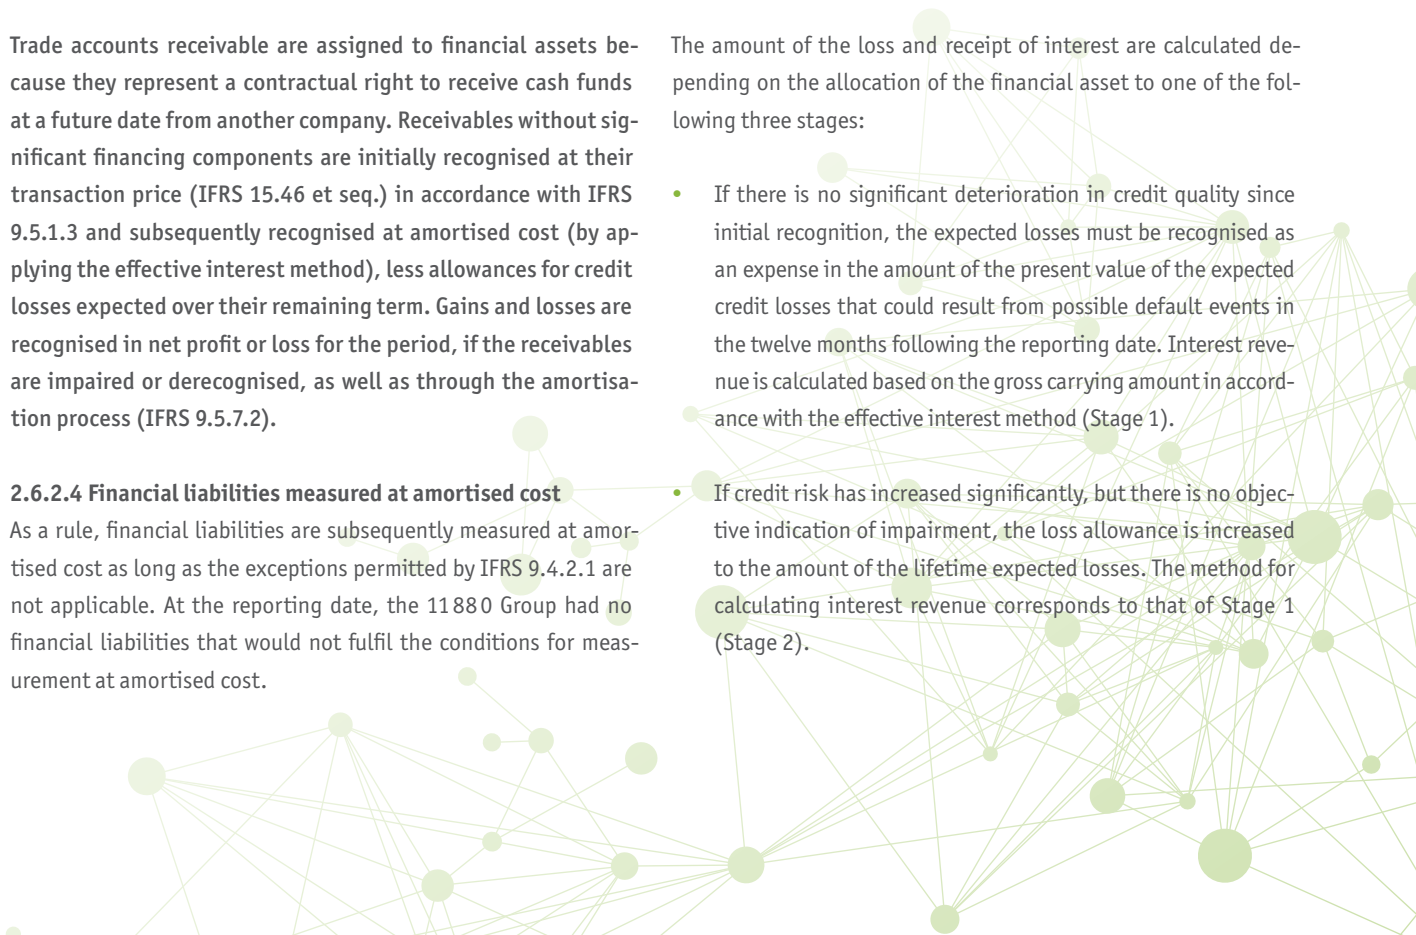 Trade accounts receivable are assigned to financial assets be-
cause they represent a contractual right to receive cash funds
at a future date from another company. Receivables without sig-
nificant financing components are initially recognised at their
transaction price (IFRS 15.46 et seq.) in accordance with IFRS
9.5.1.3 and subsequently recognised at amortised cost (by ap-
plying the effective interest method), less allowances for credit
losses expected over their remaining term. Gains and losses are
recognised in net profit or loss for the period, if the receivables
are impaired or derecognised, as well as through the amortisa-
tion process (IFRS 9.5.7.2).
2.6.2.4 Financial liabilities measured at amortised cost
As a rule, financial liabilities are subsequently measured at amor-
tised cost as long as the exceptions permitted by IFRS 9.4.2.1 are
not applicable. At the reporting date, the 11 88 0 Group had no
financial liabilities that would not fulfil the conditions for meas-
urement at amortised cost.
The amount of the loss and receipt of interest are calculated de-
pending on the allocation of the financial asset to one of the fol-
lowing three stages:
• If there is no significant deterioration in credit quality since
initial recognition, the expected losses must be recognised as
an expense in the amount of the present value of the expected
credit losses that could result from possible default events in
the twelve months following the reporting date. Interest reve-
nue is calculated based on the gross carrying amount in accord-
ance with the effective interest method (Stage 1).
• If credit risk has increased significantly, but there is no objec-
tive indication of impairment, the loss allowance is increased
to the amount of the lifetime expected losses. The method for
calculating interest revenue corresponds to that of Stage 1
(Stage 2).